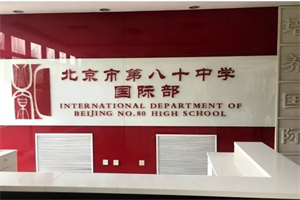 北京市第八十中学
国际部
INTERNATIONAL DEPARTMENT OF
BEIJING NO.80 HIGH SCHOOL